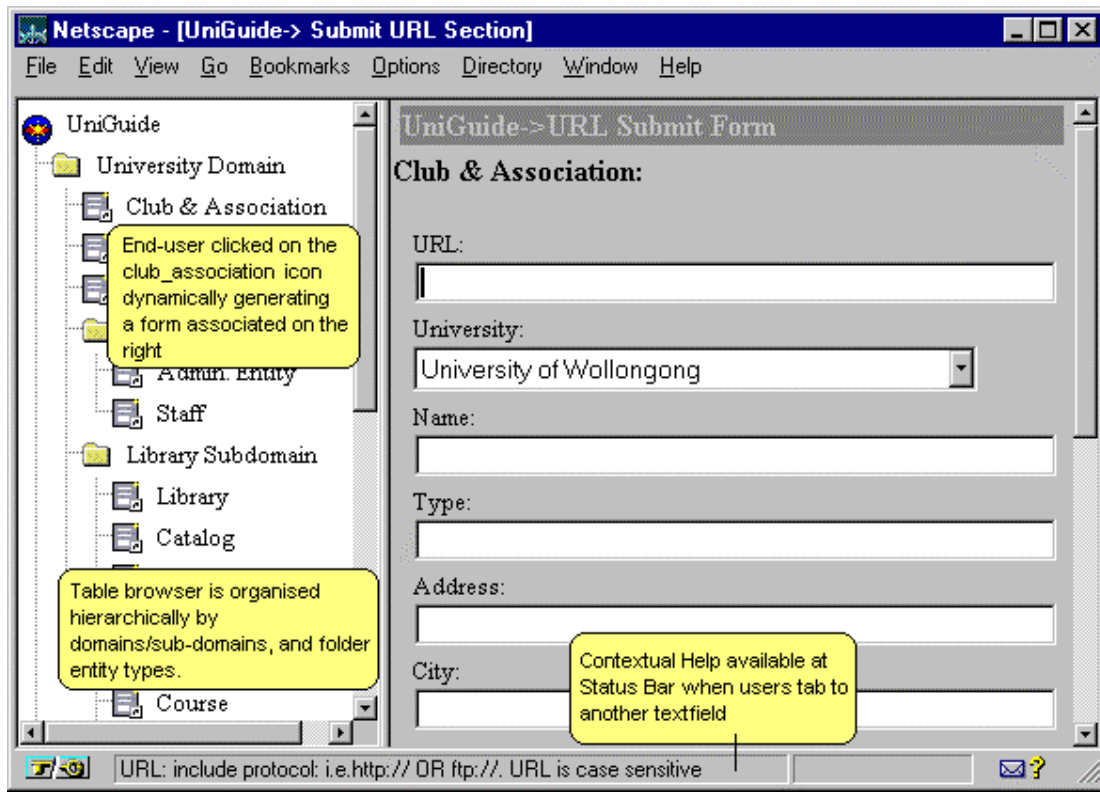 Netscape - [UniGuide-> Submit URL Section]
File Edit View Go Bookmarks Options Directory Window Help
UniGuide
University Domain
Club & Association
End-user clicked on the
club_association icon
dynamically generating
a form associated on the
right
Admin. Entity
Staff
Library Subdomain
Library
Catalog
Table browser is organised
hierarchically by
domains/sub-domains, and folder
entity types.
Course
UniGuide->URL Submit Form
Club & Association:
URL:
University:
University of Wollongong
Name:
Type:
Address:
City:
Contextual Help available at
Status Bar when users tab to
another textfield
URL: include protocol: i.e.http:// OR ftp://. URL is case sensitive